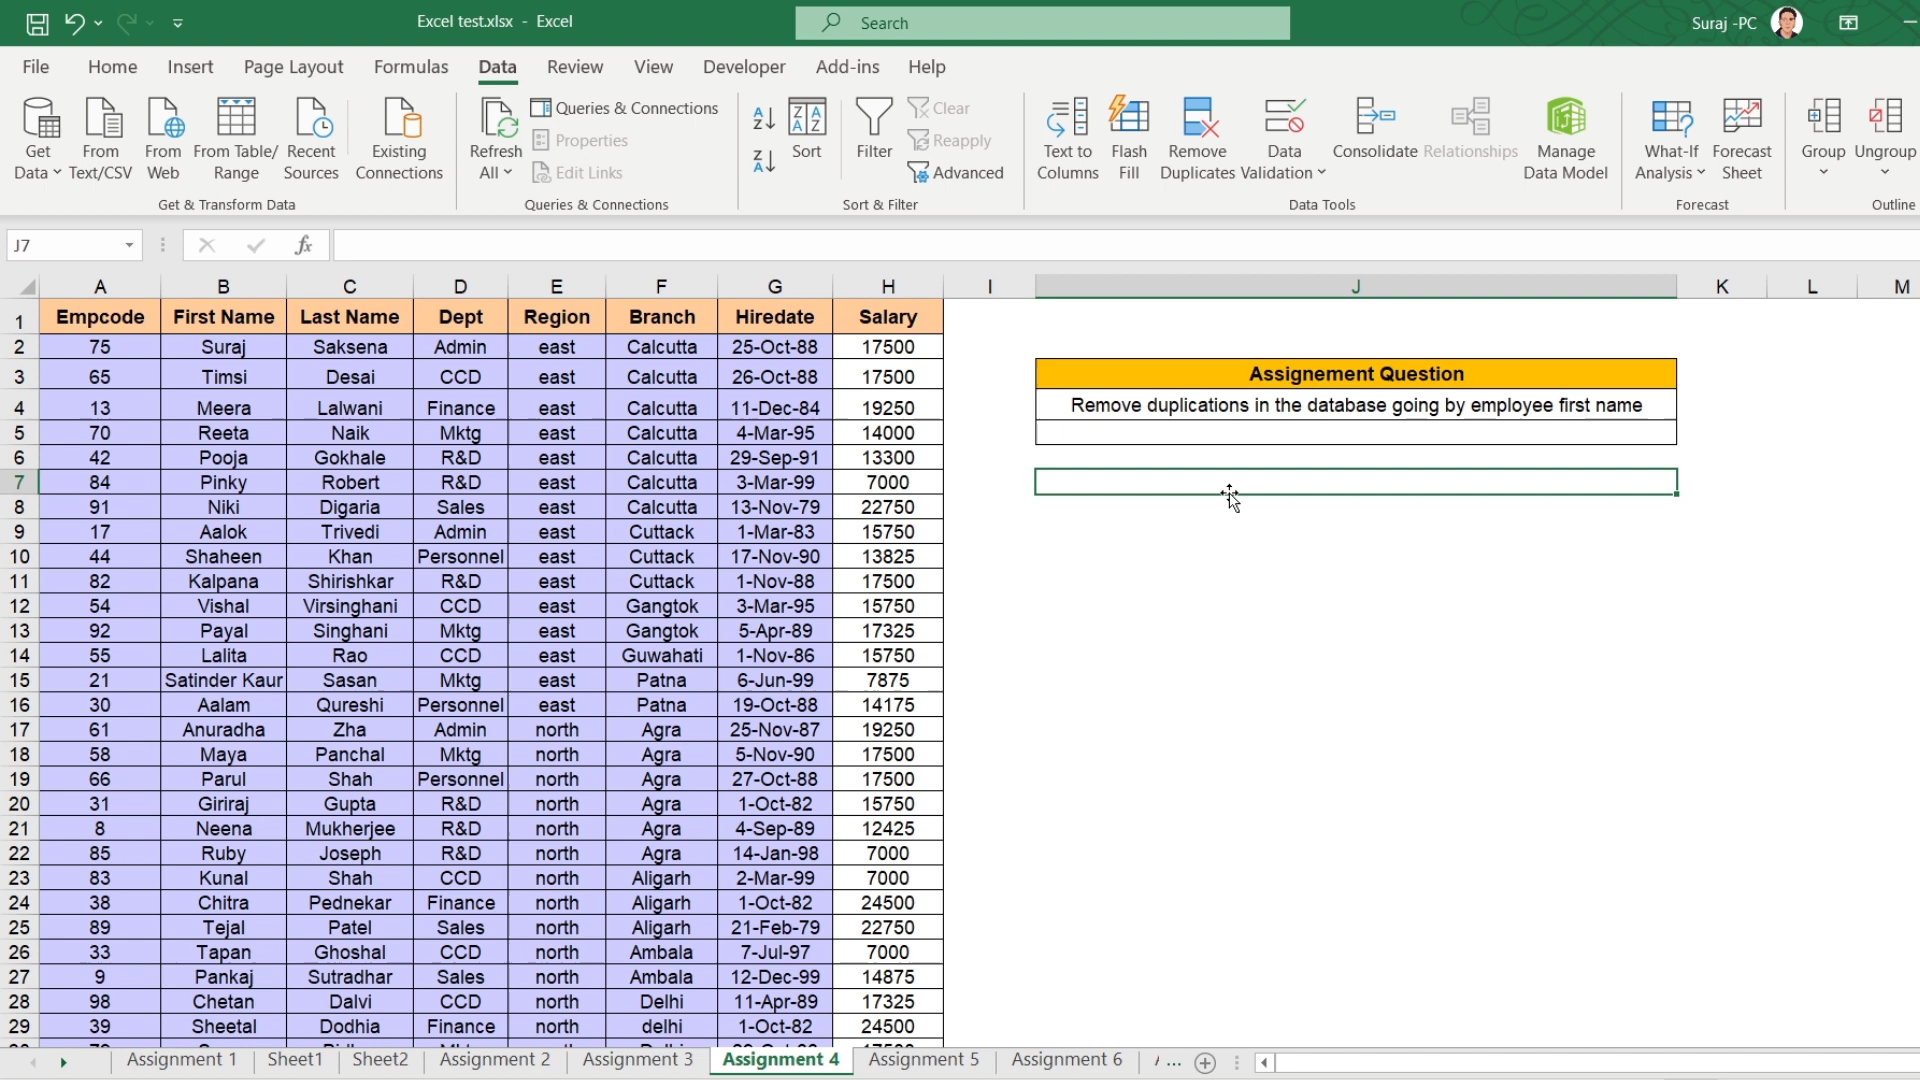 Excel test.xlsx - Excel
Search
Suraj -PC
File Home Insert Page Layout Formulas Data Review View Developer Add-ins Help
Get Data
From Text/CSV
From Web
From Table/ Range
Recent Sources
Existing Connections
Get & Transform Data
Refresh All
Queries & Connections
Properties
Edit Links
Queries & Connections
Sort
Filter
Clear
Reapply
Advanced
Sort & Filter
Text to Columns
Flash Fill
Remove Duplicates
Data Validation
Consolidate
Relationships
Manage Data Model
Data Tools
What-If Analysis
Forecast Sheet
Forecast
Group
Ungroup
Outline
J7 fx
A B C D E F G H I J K L M
1 Empcode First Name Last Name Dept Region Branch Hiredate Salary
2 75 Suraj Saksena Admin east Calcutta 25-Oct-88 17500
3 65 Timsi Desai CCD east Calcutta 26-Oct-88 17500
4 13 Meera Lalwani Finance east Calcutta 11-Dec-84 19250
5 70 Reeta Naik Mktg east Calcutta 4-Mar-95 14000
6 42 Pooja Gokhale R&D east Calcutta 29-Sep-91 13300
7 84 Pinky Robert R&D east Calcutta 3-Mar-99 7000
8 91 Niki Digaria Sales east Calcutta 13-Nov-79 22750
9 17 Aalok Trivedi Admin east Cuttack 1-Mar-83 15750
10 44 Shaheen Khan Personnel east Cuttack 17-Nov-90 13825
11 82 Kalpana Shirishkar R&D east Cuttack 1-Nov-88 17500
12 54 Vishal Virsinghani CCD east Gangtok 3-Mar-95 15750
13 92 Payal Singhani Mktg east Gangtok 5-Apr-89 17325
14 55 Lalita Rao CCD east Guwahati 1-Nov-86 15750
15 21 Satinder Kaur Sasan Mktg east Patna 6-Jun-99 7875
16 30 Aalam Qureshi Personnel east Patna 19-Oct-88 14175
17 61 Anuradha Zha Admin north Agra 25-Nov-87 19250
18 58 Maya Panchal Mktg north Agra 5-Nov-90 17500
19 66 Parul Shah Personnel north Agra 27-Oct-88 17500
20 31 Giriraj Gupta R&D north Agra 1-Oct-82 15750
21 8 Neena Mukherjee R&D north Agra 4-Sep-89 12425
22 85 Ruby Joseph R&D north Agra 14-Jan-98 7000
23 83 Kunal Shah CCD north Aligarh 2-Mar-99 7000
24 38 Chitra Pednekar Finance north Aligarh 1-Oct-82 24500
25 89 Tejal Patel Sales north Aligarh 21-Feb-79 22750
26 33 Tapan Ghoshal CCD north Ambala 7-Jul-97 7000
27 9 Pankaj Sutradhar Sales north Ambala 12-Dec-99 14875
28 98 Chetan Dalvi CCD north Delhi 11-Apr-89 17325
29 39 Sheetal Dodhia Finance north delhi 1-Oct-82 24500
Assignement Question
Remove duplications in the database going by employee first name
Assignment 1 Sheet1 Sheet2 Assignment 2 Assignment 3 Assignment 4 Assignment 5 Assignment 6 ...